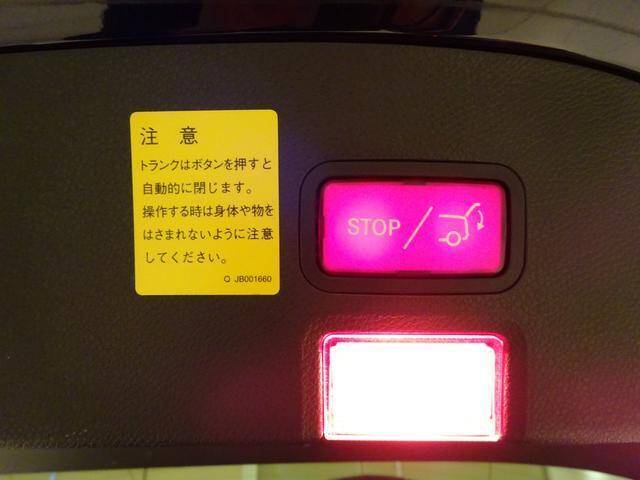 注 意
トランクはボタンを押すと
自動的に閉じます。
操作する時は身体や物を
はさまれないように注意
してください。
Q JB001660
STOP /